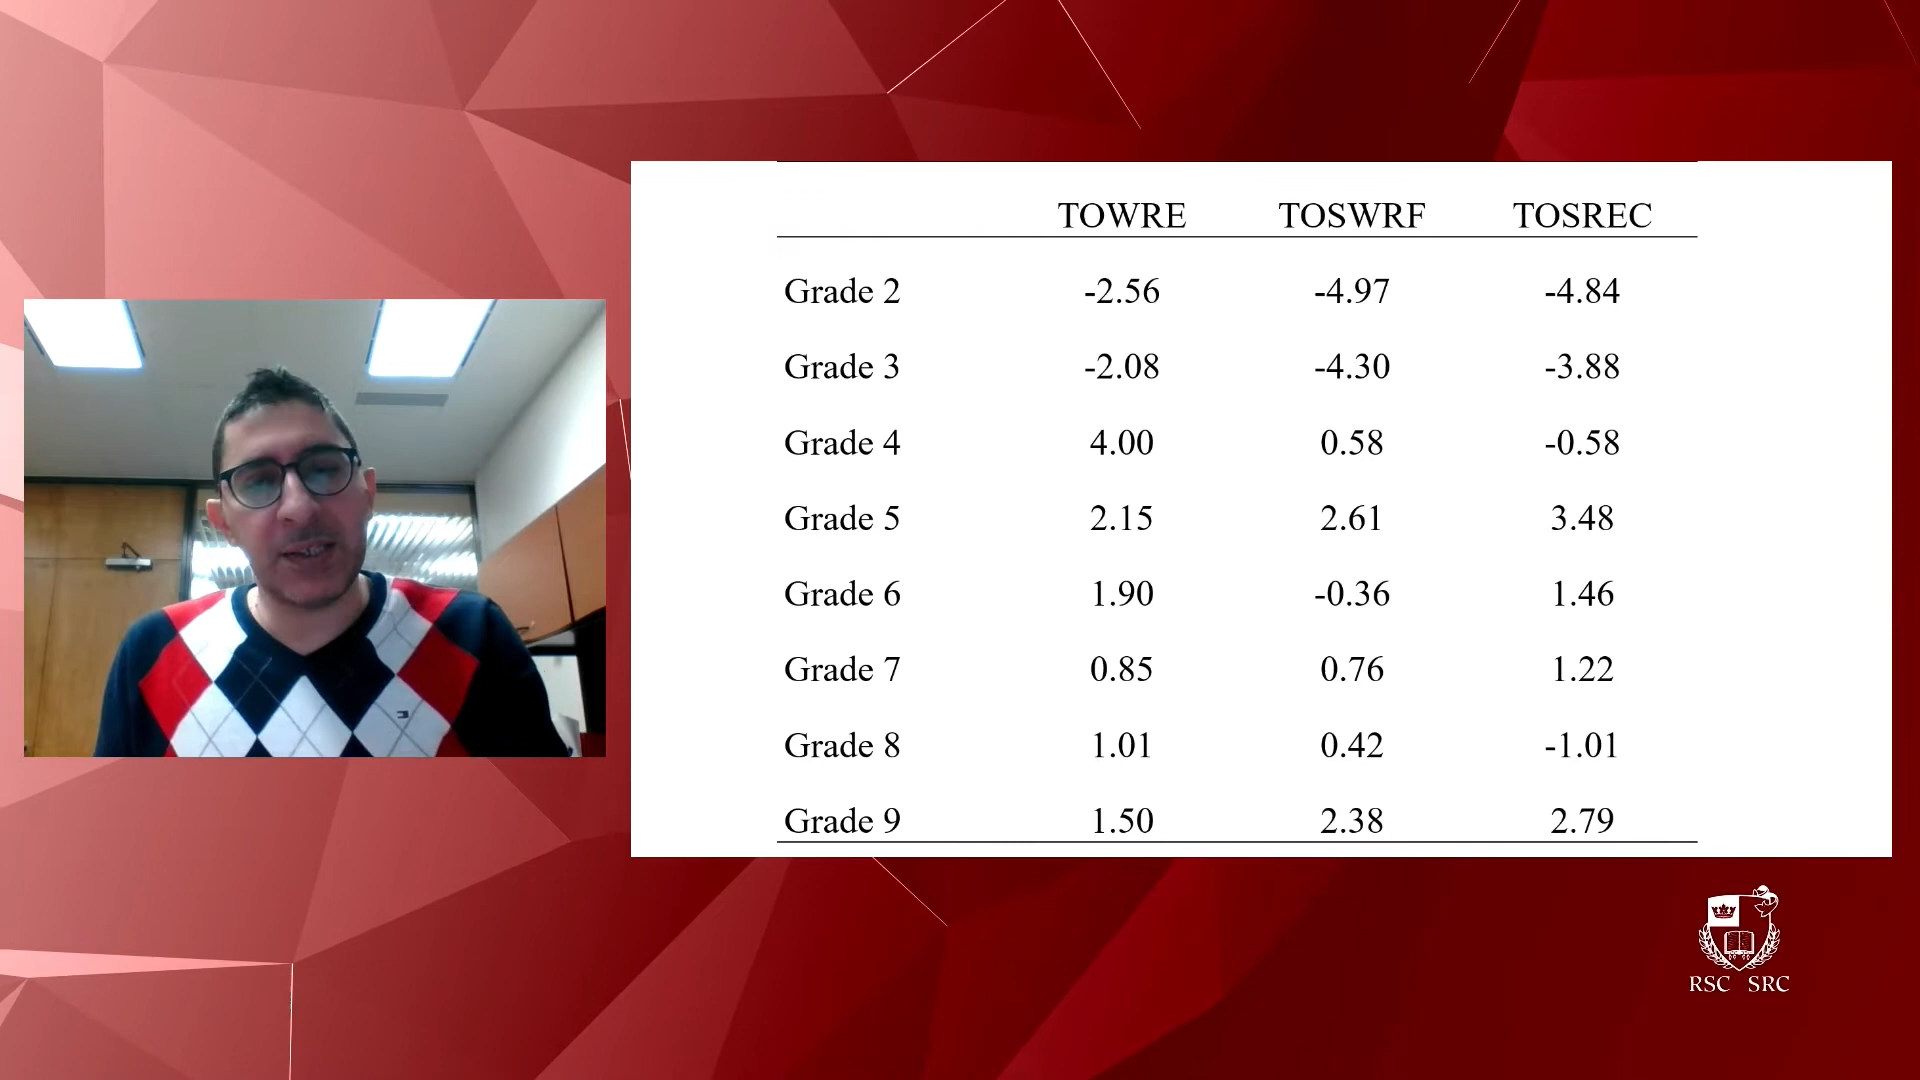 TOWRE TOSWRF TOSREC
Grade 2 -2.56 -4.97 -4.84
Grade 3 -2.08 -4.30 -3.88
Grade 4 4.00 0.58 -0.58
Grade 5 2.15 2.61 3.48
Grade 6 1.90 -0.36 1.46
Grade 7 0.85 0.76 1.22
Grade 8 1.01 0.42 -1.01
Grade 9 1.50 2.38 2.79
RSC SRC